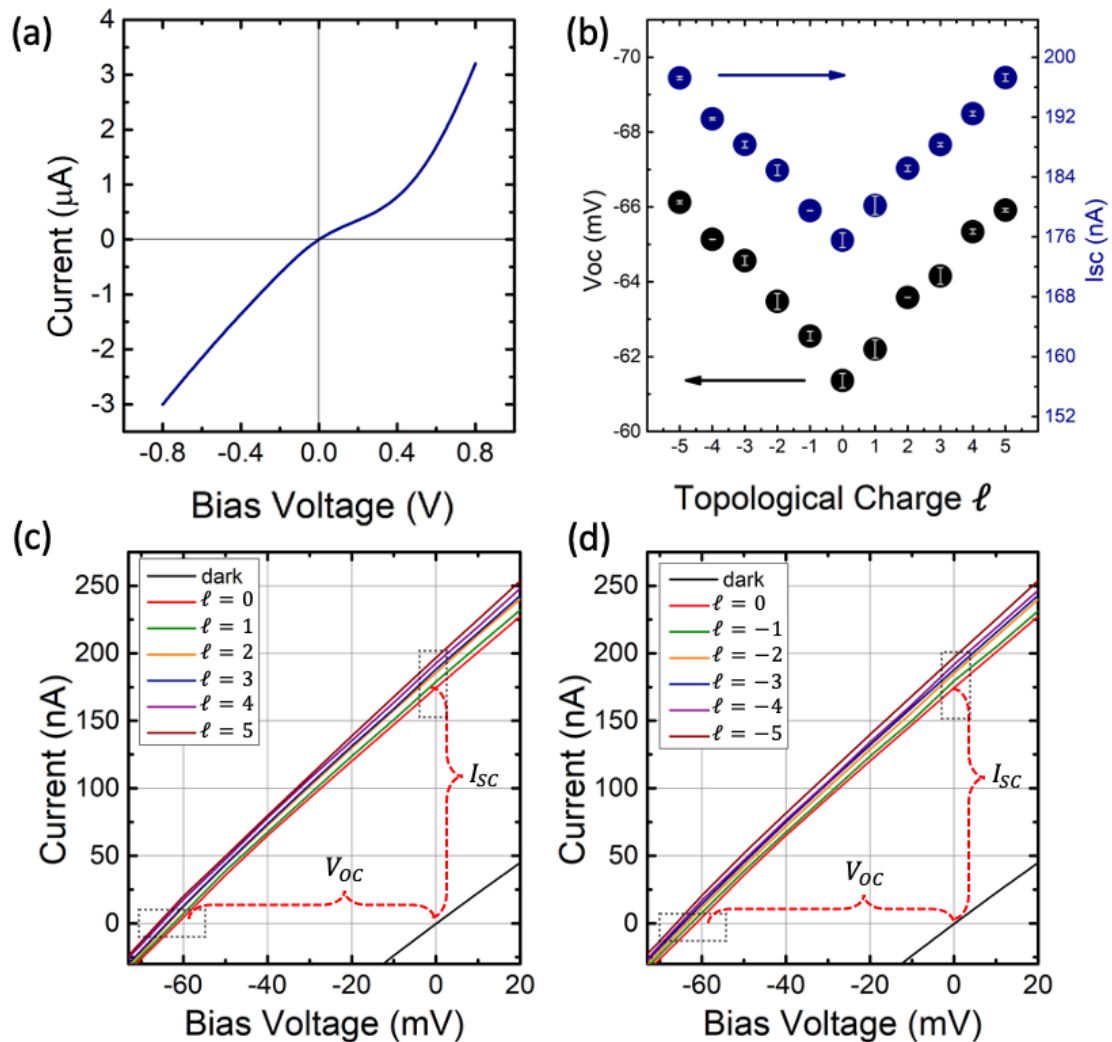 (a)
4
3
2
1
0
-1
-2
-3
Current (μA)
-0.8 -0.4 0.0 0.4 0.8
Bias Voltage (V)
(b)
-70
-68
-66
-64
-62
-60
Voc (mV)
200
192
184
176
168
160
152
Isc (nA)
-5 -4 -3 -2 -1 0 1 2 3 4 5
Topological Charge ℓ
(c)
250
200
150
100
50
0
Current (nA)
dark
ℓ = 0
ℓ = 1
ℓ = 2
ℓ = 3
ℓ = 4
ℓ = 5
I_SC
V_OC
-60 -40 -20 0 20
Bias Voltage (mV)
(d)
250
200
150
100
50
0
Current (nA)
dark
ℓ = 0
ℓ = −1
ℓ = −2
ℓ = −3
ℓ = −4
ℓ = −5
I_SC
V_OC
-60 -40 -20 0 20
Bias Voltage (mV)